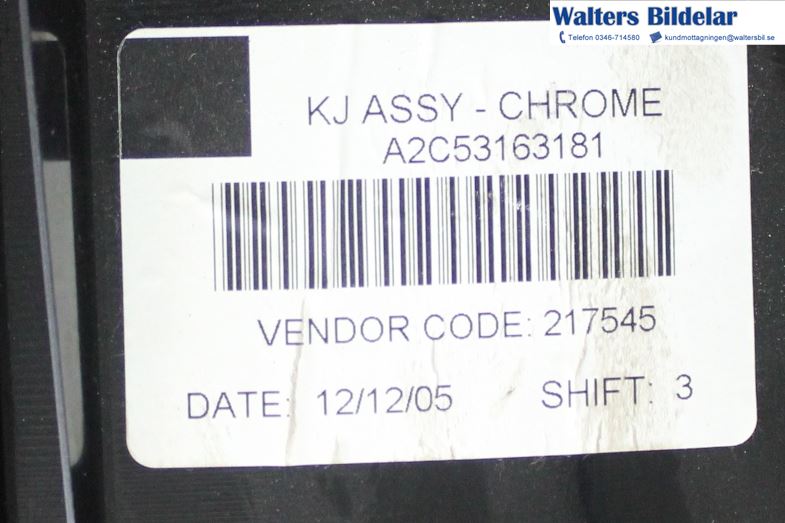 Walters Bildelar
Telefon 0346-714580 kundmottagningen@waltersbil.se
KJ ASSY - CHROME
A2C53163181
VENDOR CODE: 217545
DATE: 12/12/05 SHIFT: 3